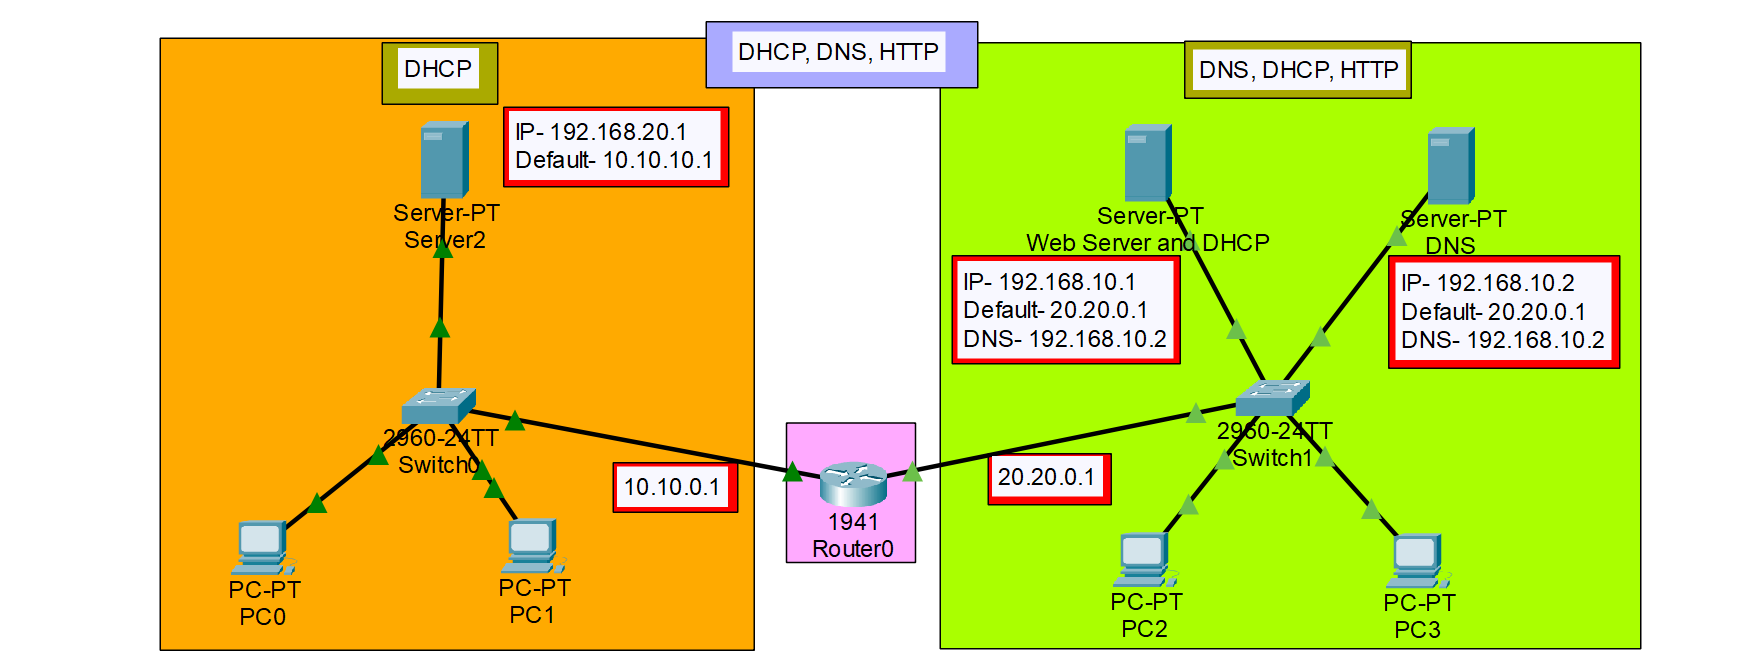 DHCP, DNS, HTTP
DHCP
IP- 192.168.20.1
Default- 10.10.10.1
Server-PT
Server2
2960-24TT
Switch0
PC-PT
PC0
PC-PT
PC1
10.10.0.1
1941
Router0
20.20.0.1
DNS, DHCP, HTTP
Server-PT
Web Server and DHCP
IP- 192.168.10.1
Default- 20.20.0.1
DNS- 192.168.10.2
Server-PT
DNS
IP- 192.168.10.2
Default- 20.20.0.1
DNS- 192.168.10.2
2960-24TT
Switch1
PC-PT
PC2
PC-PT
PC3